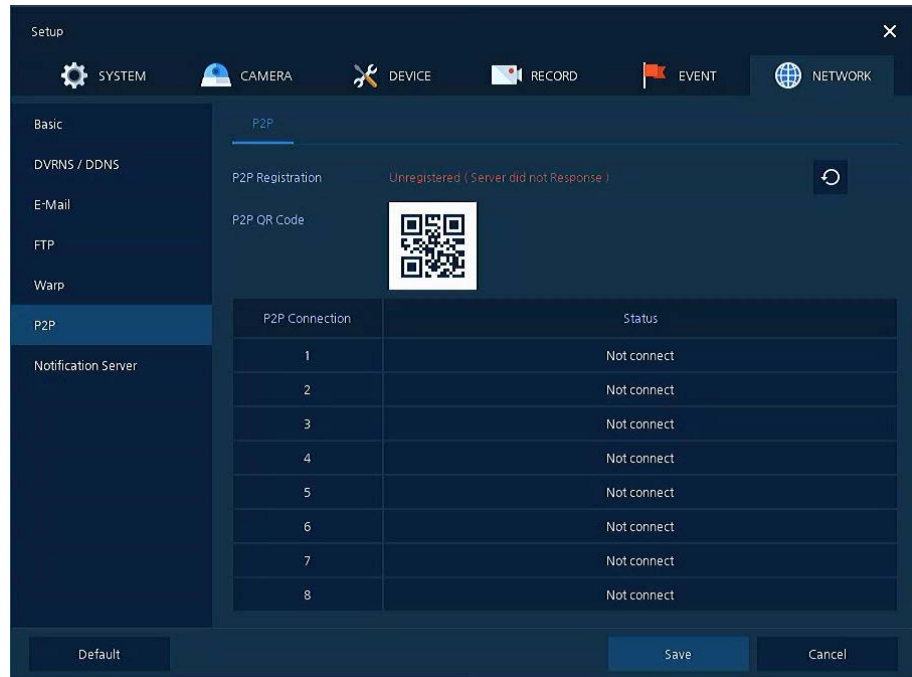 Setup
SYSTEM CAMERA DEVICE RECORD EVENT NETWORK
Basic
DVRNS / DDNS
E-Mail
FTP
Warp
P2P
Notification Server
P2P
P2P Registration Unregistered ( Server did not Response )
P2P QR Code
P2P Connection Status
1 Not connect
2 Not connect
3 Not connect
4 Not connect
5 Not connect
6 Not connect
7 Not connect
8 Not connect
Default Save Cancel